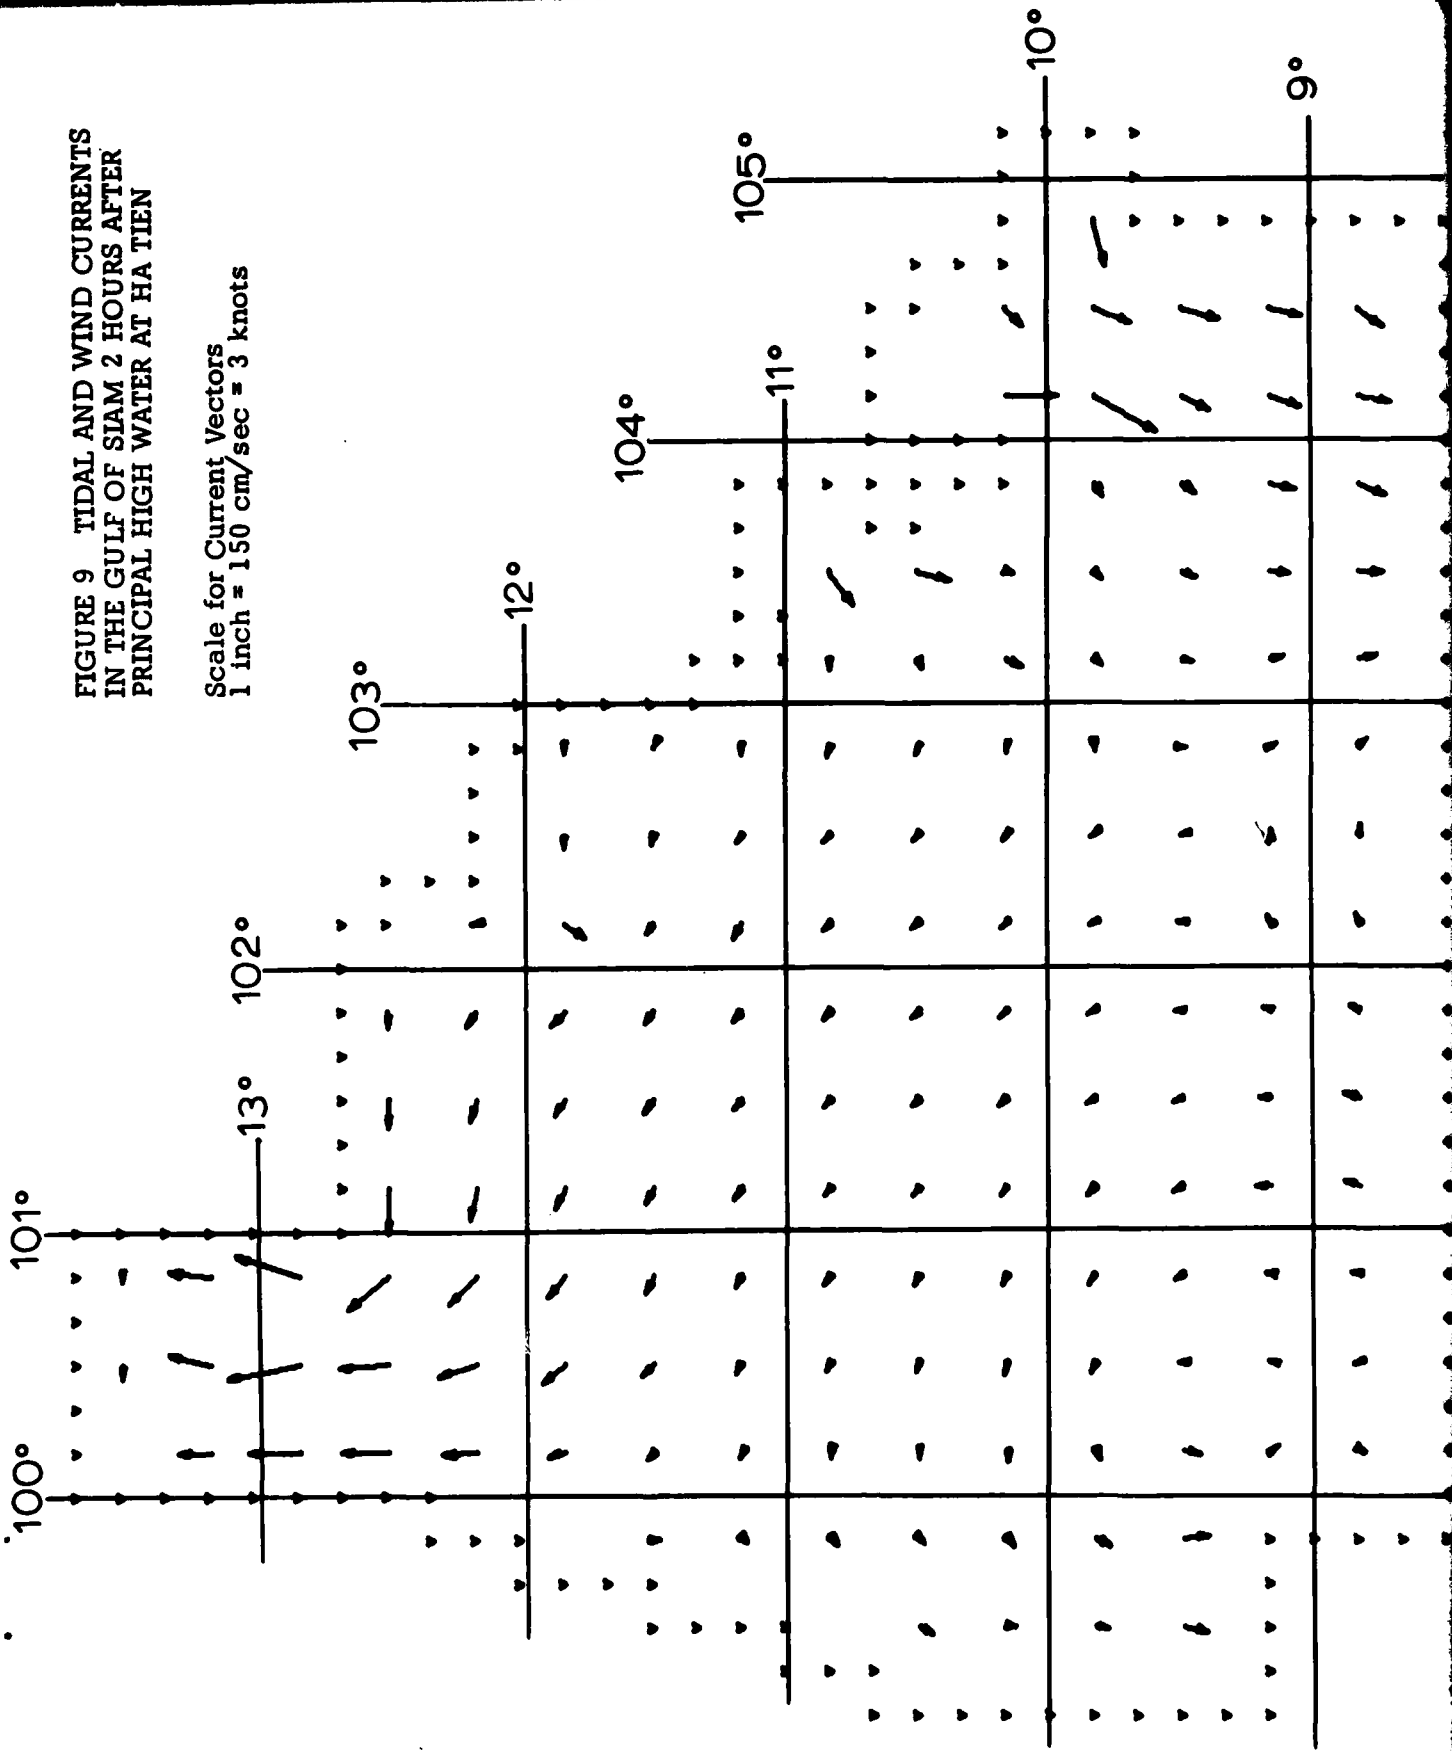 FIGURE 9 TIDAL AND WIND CURRENTS
IN THE GULF OF SIAM 2 HOURS AFTER
PRINCIPAL HIGH WATER AT HA TIEN
Scale for Current Vectors
1 inch = 150 cm/sec = 3 knots
100°
101°
102°
103°
104°
105°
13°
12°
11°
10°
9°